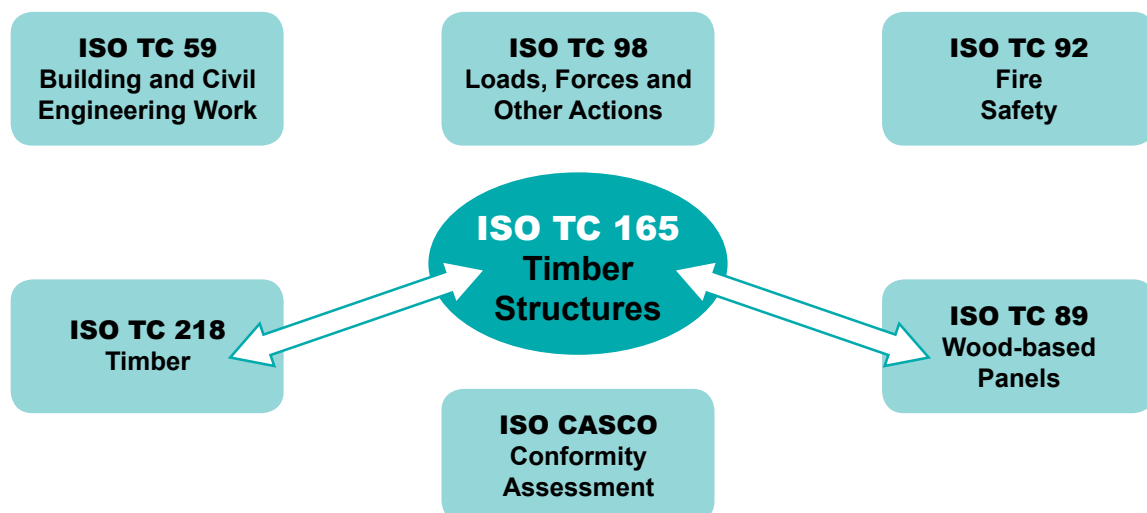 ISO TC 59
Building and Civil
Engineering Work
ISO TC 98
Loads, Forces and
Other Actions
ISO TC 92
Fire
Safety
ISO TC 165
Timber
Structures
ISO TC 218
Timber
ISO TC 89
Wood-based
Panels
ISO CASCO
Conformity
Assessment